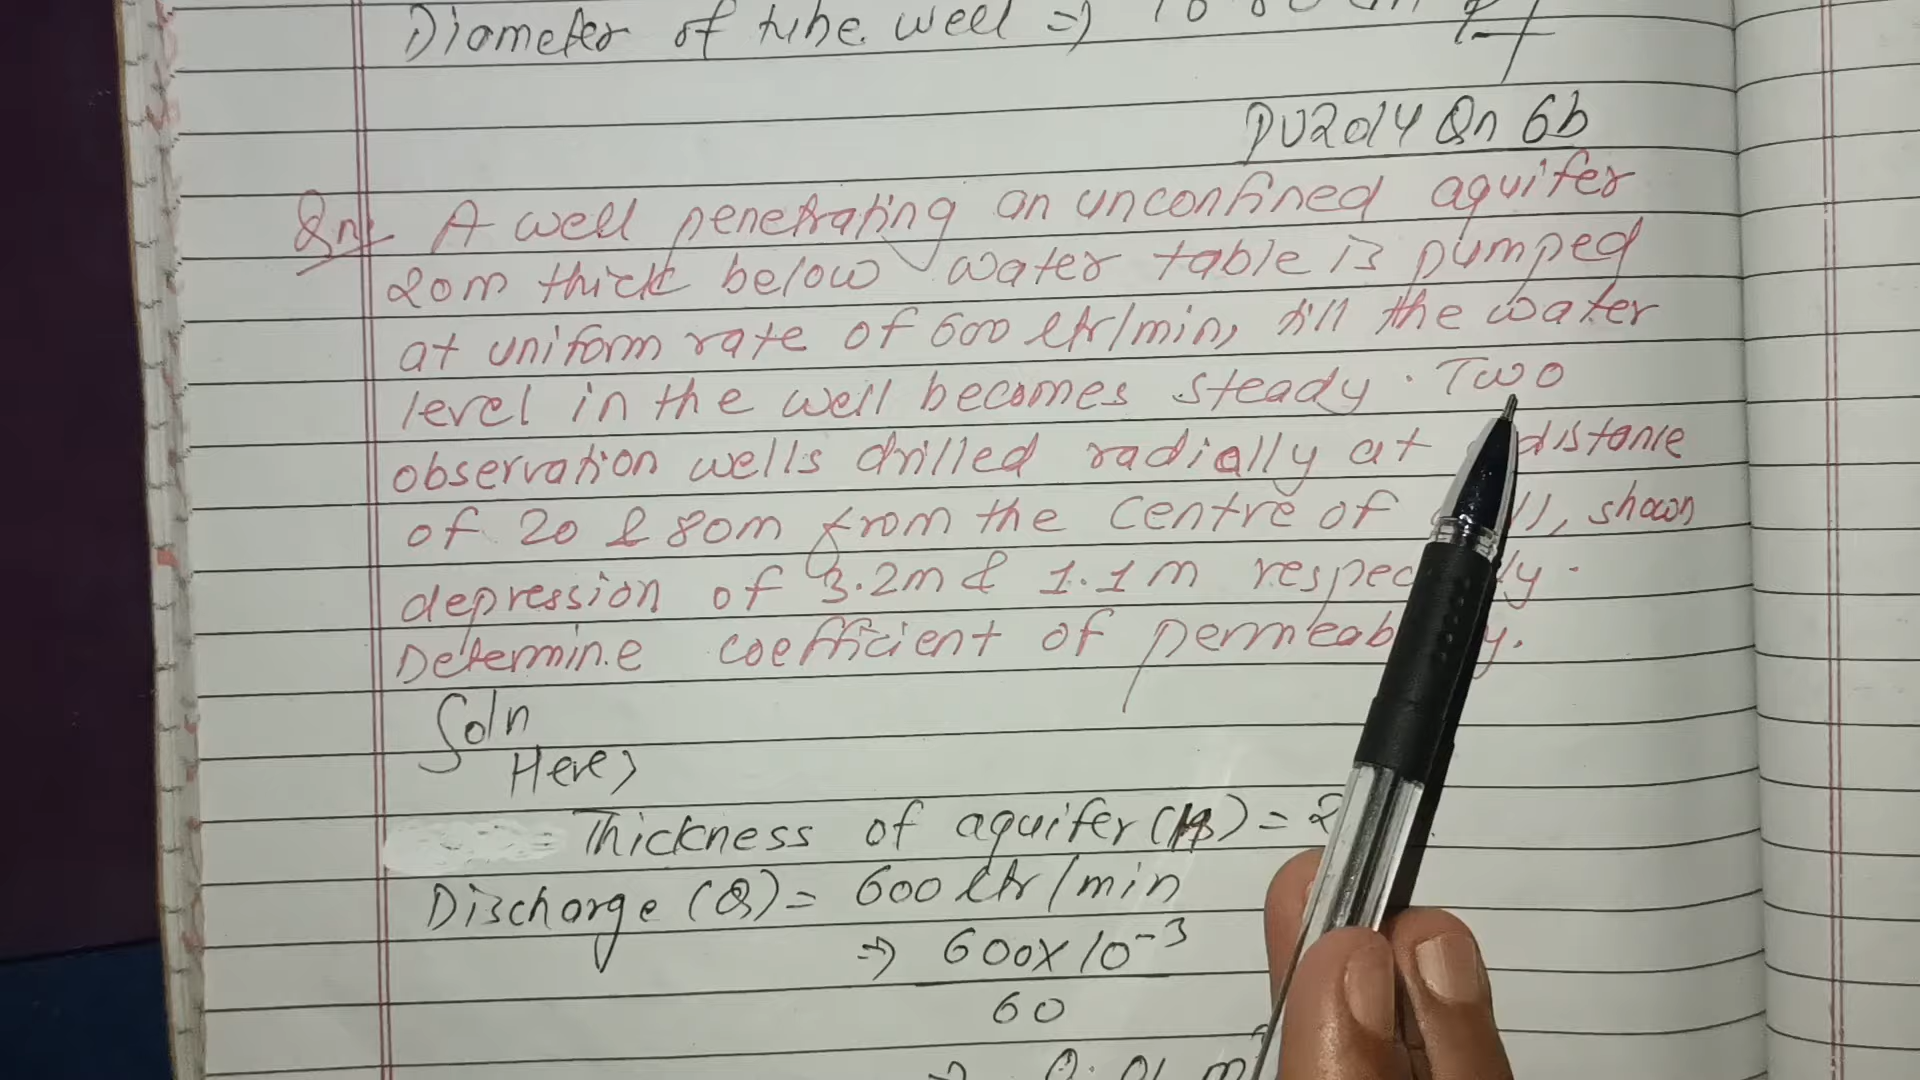 Diameter of tube well =>
PU2014 Qn 6b
Qn A well penetrating an unconfined aquifer
20m thick below water table is pumped
at uniform rate of 600 ltr/min, till the water
level in the well becomes steady. Two
observation wells drilled radially at distance
of 20 & 80m from the centre of shown
depression of 3.2m & 1.1m
Determine coefficient of
Soln
Here,
Thickness of aquifer ( ) =
Discharge (Q) = 600 ltr/min
=> 600×10⁻³
60